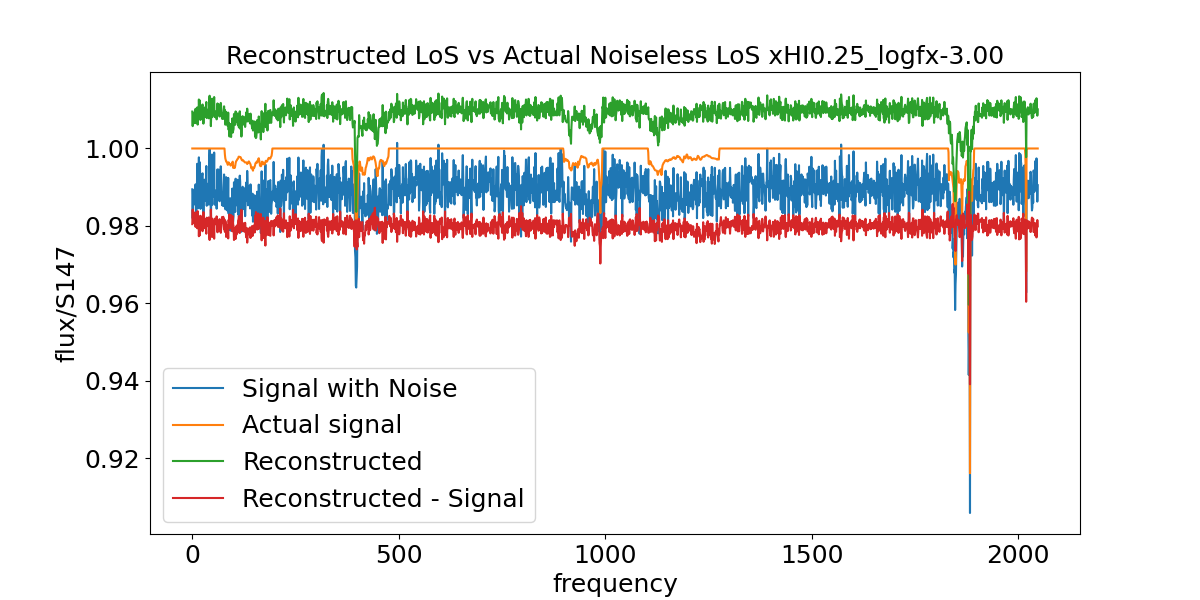 Reconstructed LoS vs Actual Noiseless LoS xHI0.25_logfx-3.00
flux/S147
1.00
0.98
0.96
0.94
0.92
Signal with Noise
Actual signal
Reconstructed
Reconstructed - Signal
0
500
1000
1500
2000
frequency